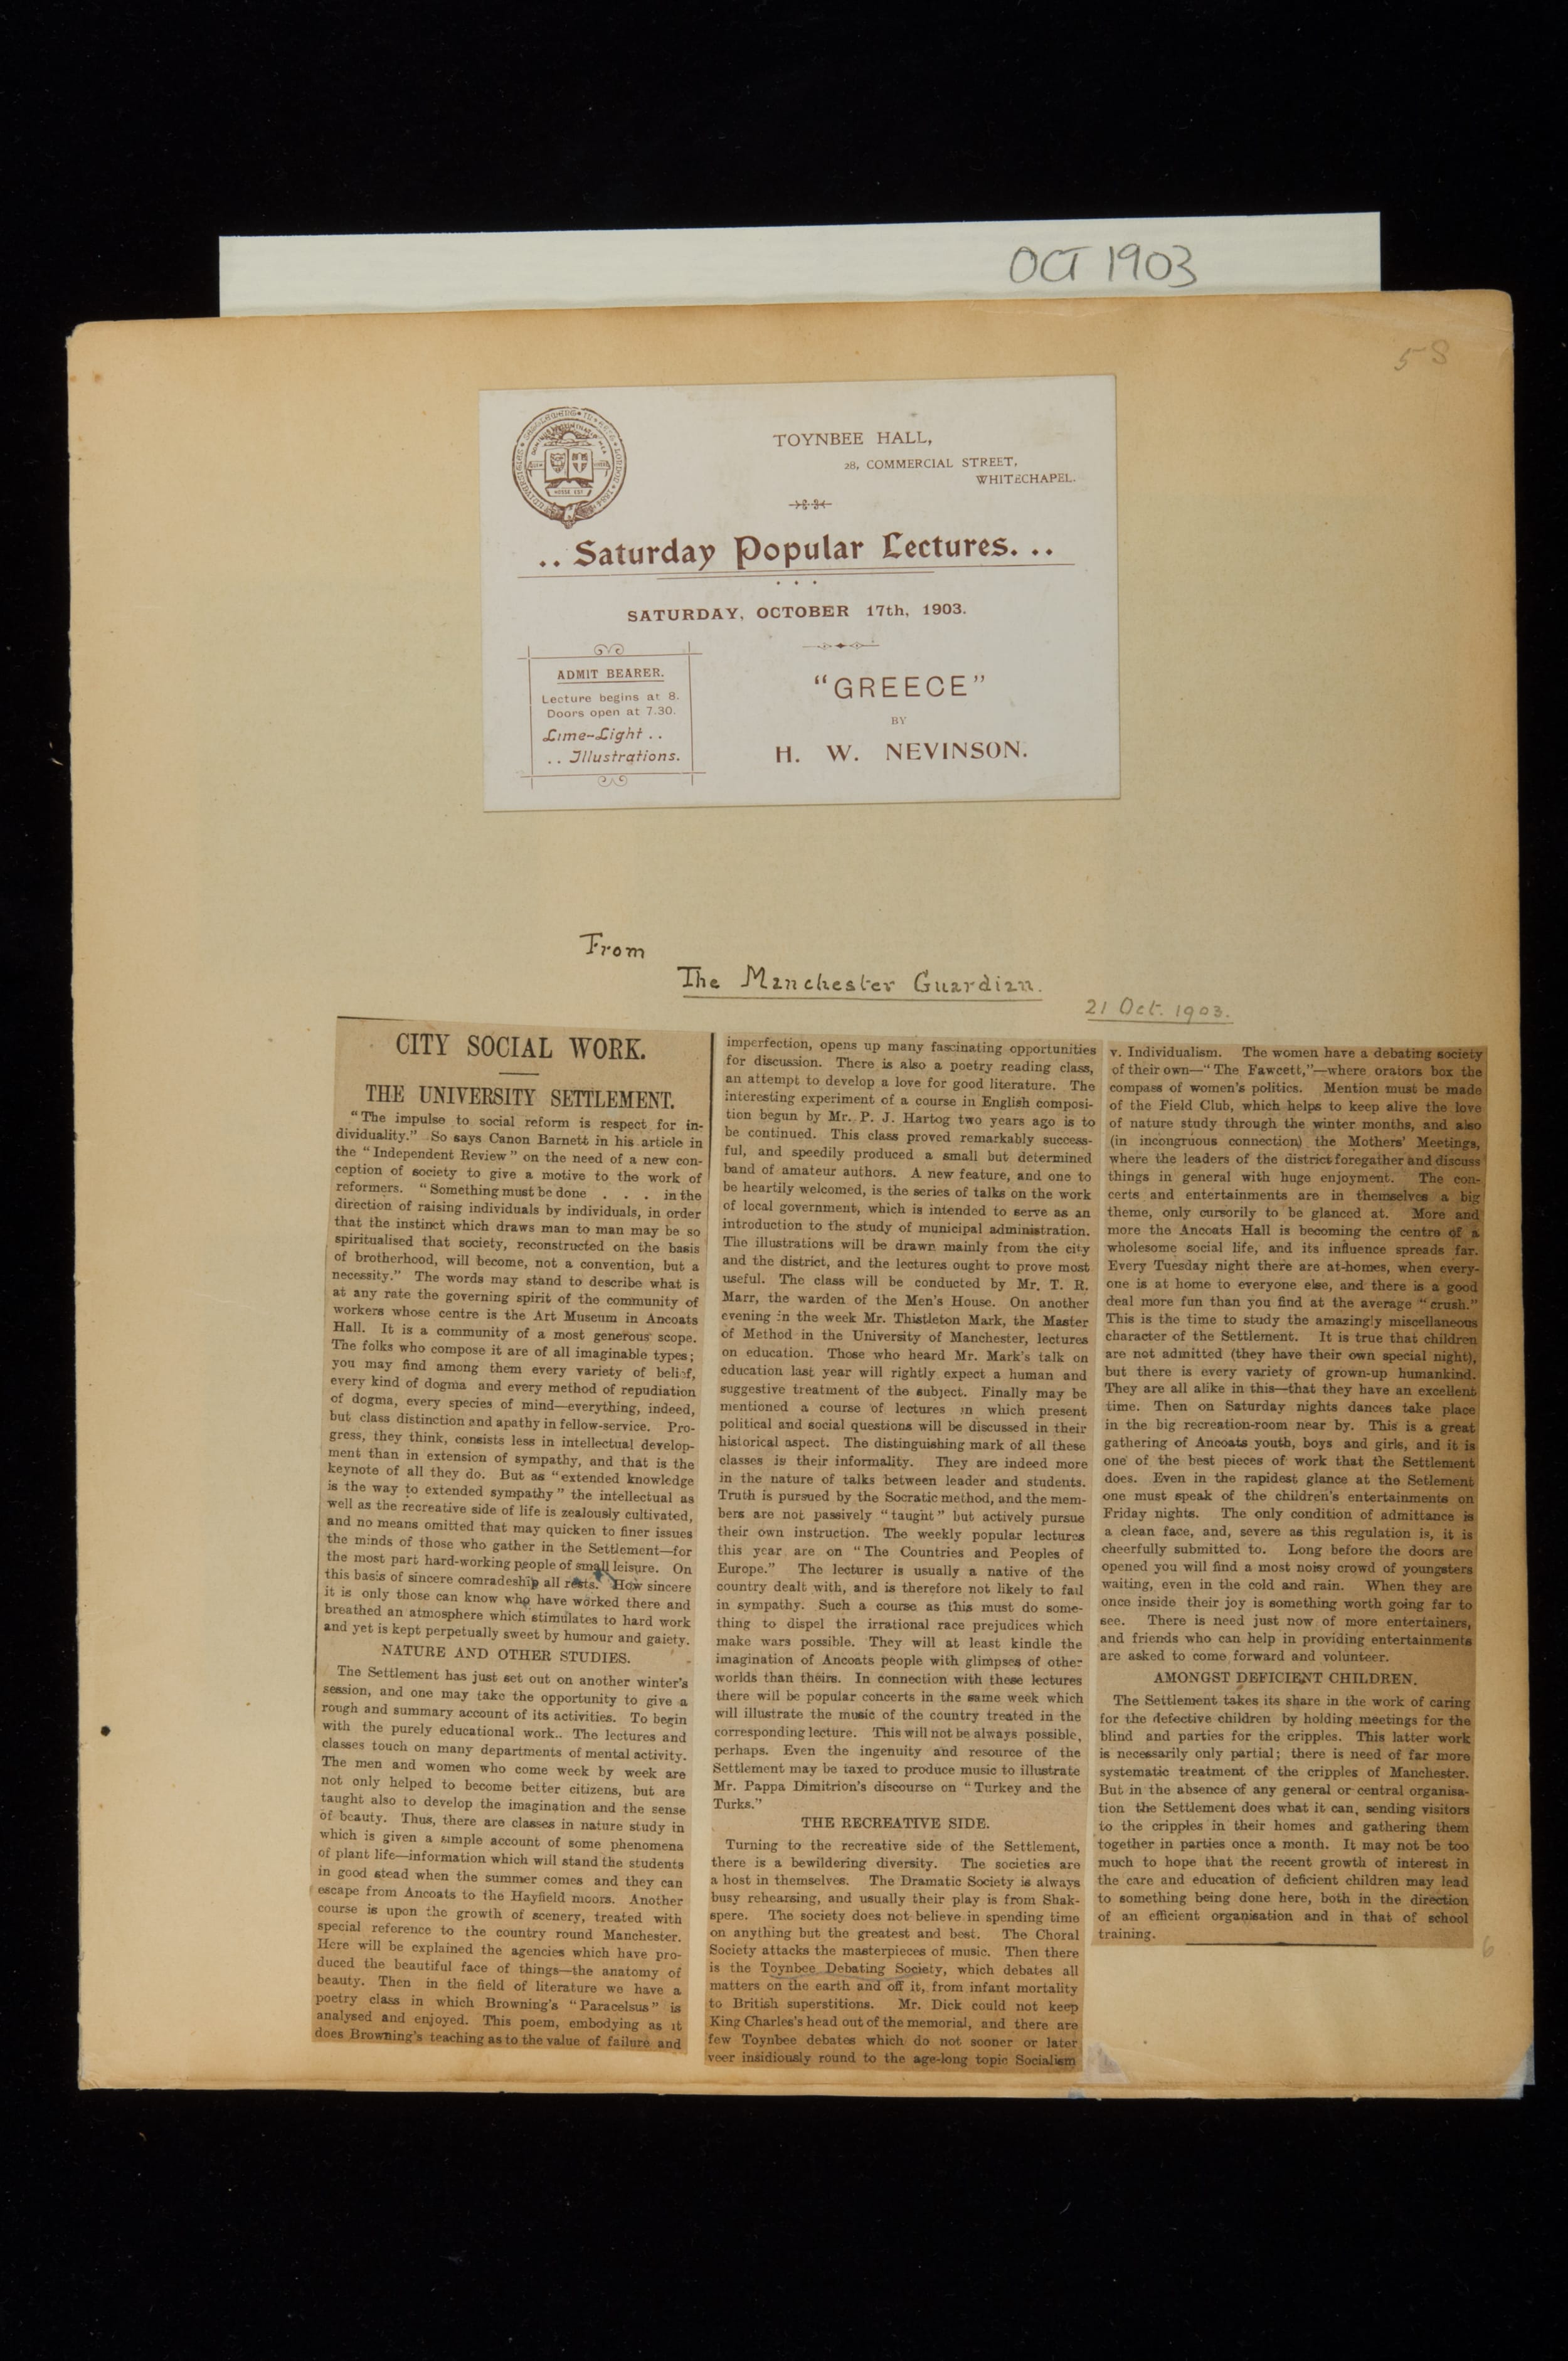 OCT 1903
58
TOYNBEE HALL,
28, COMMERCIAL STREET,
WHITECHAPEL.
.. Saturday Popular Lectures. ..
SATURDAY, OCTOBER 17th, 1903.
ADMIT BEARER.
Lecture begins at 8.
Doors open at 7.30.
Lime-Light ..
.. Illustrations.
"GREECE"
BY
H. W. NEVINSON.
From
The Manchester Guardian.
21 Oct. 1903.
CITY SOCIAL WORK.
THE UNIVERSITY SETTLEMENT.
"The impulse to social reform is respect for in-
dividuality." So says Canon Barnett in his article in
the "Independent Review" on the need of a new con-
ception of society to give a motive to the work of
reformers. "Something must be done . . . in the
direction of raising individuals by individuals, in order
that the instinct which draws man to man may be so
spiritualised that society, reconstructed on the basis
of brotherhood, will become, not a convention, but a
necessity." The words may stand to describe what is
at any rate the governing spirit of the community of
workers whose centre is the Art Museum in Ancoats
Hall. It is a community of a most generous scope.
The folks who compose it are of all imaginable types;
you may find among them every variety of belief,
every kind of dogma and every method of repudiation
of dogma, every species of mind—everything, indeed,
but class distinction and apathy in fellow-service. Pro-
gress, they think, consists less in intellectual develop-
ment than in extension of sympathy, and that is the
keynote of all they do. But as "extended knowledge
is the way to extended sympathy" the intellectual as
well as the recreative side of life is zealously cultivated,
and no means omitted that may quicken to finer issues
the minds of those who gather in the Settlement—for
the most part hard-working people of small leisure. On
this basis of sincere comradeship all rests. How sincere
it is only those can know who have worked there and
breathed an atmosphere which stimulates to hard work
and yet is kept perpetually sweet by humour and gaiety.
NATURE AND OTHER STUDIES.
The Settlement has just set out on another winter's
session, and one may take the opportunity to give a
rough and summary account of its activities. To begin
with the purely educational work.. The lectures and
classes touch on many departments of mental activity.
The men and women who come week by week are
not only helped to become better citizens, but are
taught also to develop the imagination and the sense
of beauty. Thus, there are classes in nature study in
which is given a simple account of some phenomena
of plant life—information which will stand the students
in good stead when the summer comes and they can
escape from Ancoats to the Hayfield moors. Another
course is upon the growth of scenery, treated with
special reference to the country round Manchester.
Here will be explained the agencies which have pro-
duced the beautiful face of things—the anatomy of
beauty. Then in the field of literature we have a
poetry class in which Browning's "Paracelsus" is
analysed and enjoyed. This poem, embodying as it
does Browning's teaching as to the value of failure and
imperfection, opens up many fascinating opportunities
for discussion. There is also a poetry reading class,
an attempt to develop a love for good literature. The
interesting experiment of a course in English composi-
tion begun by Mr. P. J. Hartog two years ago is to
be continued. This class proved remarkably success-
ful, and speedily produced a small but determined
band of amateur authors. A new feature, and one to
be heartily welcomed, is the series of talks on the work
of local government, which is intended to serve as an
introduction to the study of municipal administration.
The illustrations will be drawn mainly from the city
and the district, and the lectures ought to prove most
useful. The class will be conducted by Mr. T. R.
Marr, the warden of the Men's House. On another
evening in the week Mr. Thistleton Mark, the Master
of Method in the University of Manchester, lectures
on education. Those who heard Mr. Mark's talk on
education last year will rightly expect a human and
suggestive treatment of the subject. Finally may be
mentioned a course of lectures in which present
political and social questions will be discussed in their
historical aspect. The distinguishing mark of all these
classes is their informality. They are indeed more
in the nature of talks between leader and students.
Truth is pursued by the Socratic method, and the mem-
bers are not passively "taught" but actively pursue
their own instruction. The weekly popular lectures
this year are on "The Countries and Peoples of
Europe." The lecturer is usually a native of the
country dealt with, and is therefore not likely to fail
in sympathy. Such a course as this must do some-
thing to dispel the irrational race prejudices which
make wars possible. They will at least kindle the
imagination of Ancoats people with glimpses of other
worlds than theirs. In connection with these lectures
there will be popular concerts in the same week which
will illustrate the music of the country treated in the
corresponding lecture. This will not be always possible,
perhaps. Even the ingenuity and resource of the
Settlement may be taxed to produce music to illustrate
Mr. Pappa Dimitrion's discourse on "Turkey and the
Turks."
THE RECREATIVE SIDE.
Turning to the recreative side of the Settlement,
there is a bewildering diversity. The societies are
a host in themselves. The Dramatic Society is always
busy rehearsing, and usually their play is from Shak-
spere. The society does not believe in spending time
on anything but the greatest and best. The Choral
Society attacks the masterpieces of music. Then there
is the Toynbee Debating Society, which debates all
matters on the earth and off it, from infant mortality
to British superstitions. Mr. Dick could not keep
King Charles's head out of the memorial, and there are
few Toynbee debates which do not sooner or later
veer insidiously round to the age-long topic Socialism
v. Individualism. The women have a debating society
of their own—"The Fawcett,"—where orators box the
compass of women's politics. Mention must be made
of the Field Club, which helps to keep alive the love
of nature study through the winter months, and also
(in incongruous connection) the Mothers' Meetings,
where the leaders of the district foregather and discuss
things in general with huge enjoyment. The con-
certs and entertainments are in themselves a big
theme, only cursorily to be glanced at. More and
more the Ancoats Hall is becoming the centre of a
wholesome social life, and its influence spreads far.
Every Tuesday night there are at-homes, when every-
one is at home to everyone else, and there is a good
deal more fun than you find at the average "crush."
This is the time to study the amazingly miscellaneous
character of the Settlement. It is true that children
are not admitted (they have their own special night),
but there is every variety of grown-up humankind.
They are all alike in this—that they have an excellent
time. Then on Saturday nights dances take place
in the big recreation-room near by. This is a great
gathering of Ancoats youth, boys and girls, and it is
one of the best pieces of work that the Settlement
does. Even in the rapidest glance at the Setlement
one must speak of the children's entertainments on
Friday nights. The only condition of admittance is
a clean face, and, severe as this regulation is, it is
cheerfully submitted to. Long before the doors are
opened you will find a most noisy crowd of youngsters
waiting, even in the cold and rain. When they are
once inside their joy is something worth going far to
see. There is need just now of more entertainers,
and friends who can help in providing entertainments
are asked to come forward and volunteer.
AMONGST DEFICIENT CHILDREN.
The Settlement takes its share in the work of caring
for the defective children by holding meetings for the
blind and parties for the cripples. This latter work
is necessarily only partial; there is need of far more
systematic treatment of the cripples of Manchester.
But in the absence of any general or central organisa-
tion the Settlement does what it can, sending visitors
to the cripples in their homes and gathering them
together in parties once a month. It may not be too
much to hope that the recent growth of interest in
the care and education of deficient children may lead
to something being done here, both in the direction
of an efficient organisation and in that of school
training.
6